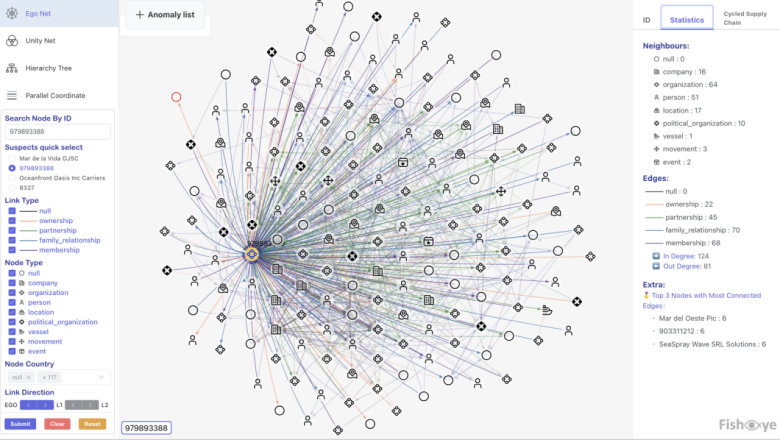 Ego Net
Unity Net
Hierarchy Tree
Parallel Coordinate
Search Node By ID
979893388
Suspects quick select
Mar de la Vida OJSC
979893388
Oceanfront Oasis Inc Carriers
8327
Link Type
null
ownership
partnership
family_relationship
membership
Node Type
null
company
organization
person
location
political_organization
vessel
movement
event
Node Country
null × + 117
Link Direction
EGO L1 L2
Submit Clear Reset
+ Anomaly list
979893388
ID Statistics Cycled Supply Chain
Neighbours:
null : 0
company : 16
organization : 64
person : 51
location : 17
political_organization : 10
vessel : 1
movement : 3
event : 2
Edges:
null : 0
ownership : 22
partnership : 45
family_relationship : 70
membership : 68
In Degree: 124
Out Degree: 81
Extra:
Top 3 Nodes with Most Connected
Edges:
· Mar del Oeste Pic : 6
· 903311212 : 6
· SeaSpray Wave SRL Solutions : 6